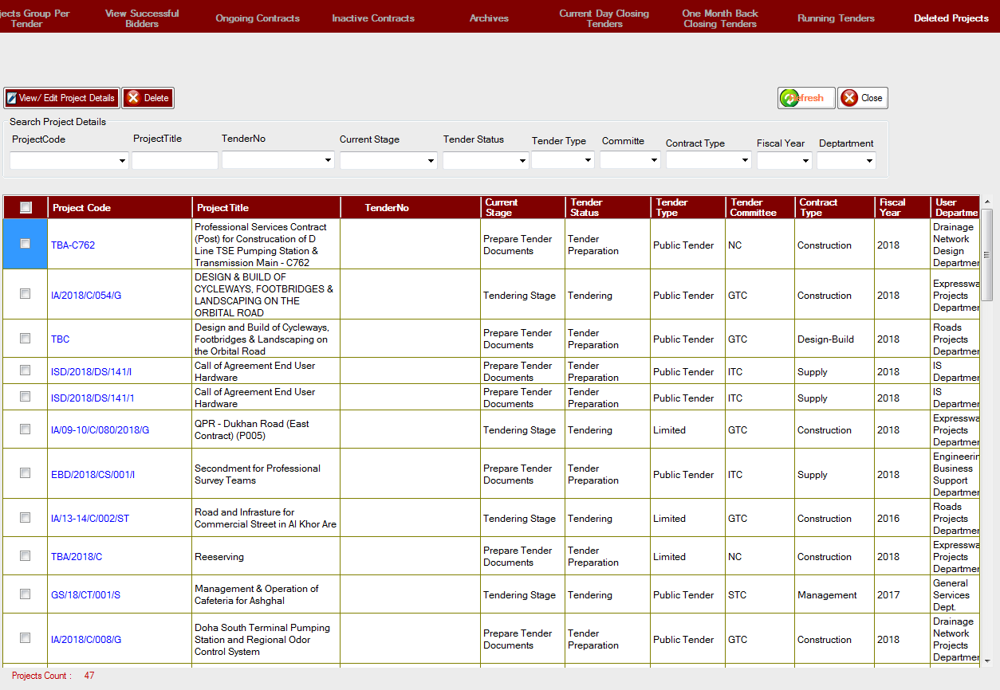 jects Group Per
Tender
View Successful
Bidders
Ongoing Contracts
Inactive Contracts
Archives
Current Day Closing
Tenders
One Month Back
Closing Tenders
Running Tenders
Deleted Projects
View/ Edit Project Details
Delete
Refresh
Close
Search Project Details
ProjectCode
ProjectTitle
TenderNo
Current Stage
Tender Status
Tender Type
Committe
Contract Type
Fiscal Year
Deptartment
Project Code
ProjectTitle
TenderNo
Current
Stage
Tender
Status
Tender
Type
Tender
Committee
Contract
Type
Fiscal
Year
User
Departme
TBA-C762
Professional Services Contract
(Post) for Construcation of D
Line TSE Pumping Station &
Transmission Main - C762
Prepare Tender
Documents
Tender
Preparation
Public Tender
NC
Construction
2018
Drainage
Network
Design
Departmer
IA/2018/C/054/G
DESIGN & BUILD OF
CYCLEWAYS, FOOTBRIDGES &
LANDSCAPING ON THE
ORBITAL ROAD
Tendering Stage
Tendering
Public Tender
GTC
Construction
2018
Expresswa
Projects
Departmer
TBC
Design and Build of Cycleways,
Footbridges & Landscaping on
the Orbital Road
Prepare Tender
Documents
Tender
Preparation
Public Tender
GTC
Design-Build
2018
Roads
Projects
Departmer
ISD/2018/DS/141/I
Call of Agreement End User
Hardware
Prepare Tender
Documents
Tender
Preparation
Public Tender
ITC
Supply
2018
IS
Departmer
ISD/2018/DS/141/1
Call of Agreement End User
Hardware
Prepare Tender
Documents
Tender
Preparation
Public Tender
ITC
Supply
2018
IS
Departmer
IA/09-10/C/080/2018/G
QPR - Dukhan Road (East
Contract) (P005)
Tendering Stage
Tendering
Limited
GTC
Construction
2018
Expresswa
Projects
Departmer
EBD/2018/CS/001/I
Secondment for Professional
Survey Teams
Prepare Tender
Documents
Tender
Preparation
Public Tender
ITC
Supply
2018
Engineerin
Business
Support
Departmer
IA/13-14/C/002/ST
Road and Infrasture for
Commercial Street in Al Khor Are
Tendering Stage
Tendering
Limited
GTC
Construction
2016
Roads
Projects
Departmer
TBA/2018/C
Reeserving
Prepare Tender
Documents
Tender
Preparation
Limited
NC
Construction
2018
Expresswa
Projects
Departmer
GS/18/CT/001/S
Management & Operation of
Cafeteria for Ashghal
Tendering Stage
Tendering
Public Tender
STC
Management
2017
General
Services
Dept.
IA/2018/C/008/G
Doha South Terminal Pumping
Station and Regional Odor
Control System
Prepare Tender
Documents
Tender
Preparation
Public Tender
GTC
Construction
2018
Drainage
Network
Projects
Departmer
Projects Count : 47